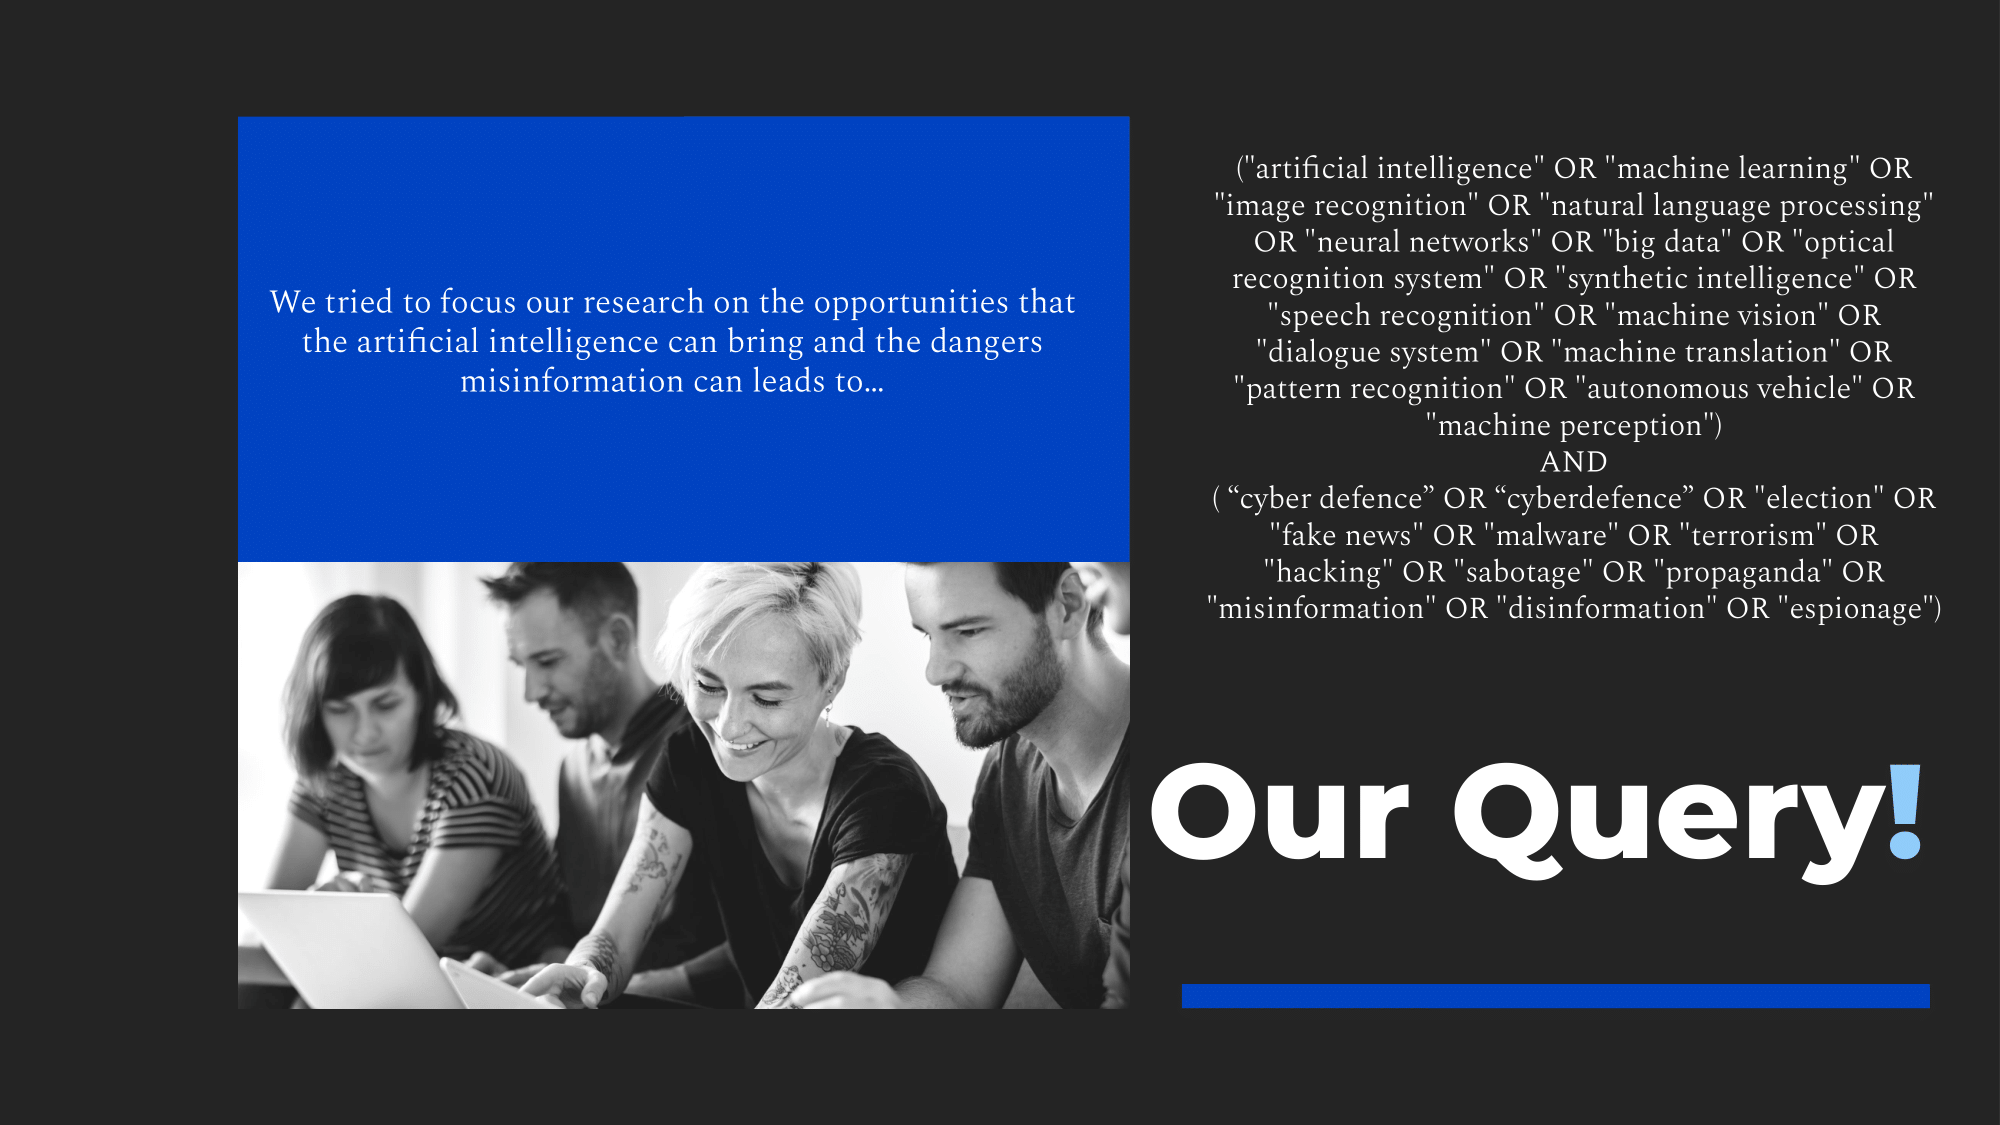 We tried to focus our research on the opportunities that
the artificial intelligence can bring and the dangers
misinformation can leads to...
("artificial intelligence" OR "machine learning" OR
"image recognition" OR "natural language processing"
OR "neural networks" OR "big data" OR "optical
recognition system" OR "synthetic intelligence" OR
"speech recognition" OR "machine vision" OR
"dialogue system" OR "machine translation" OR
"pattern recognition" OR "autonomous vehicle" OR
"machine perception")
AND
( “cyber defence” OR “cyberdefence” OR "election" OR
"fake news" OR "malware" OR "terrorism" OR
"hacking" OR "sabotage" OR "propaganda" OR
"misinformation" OR "disinformation" OR "espionage")
Our Query!